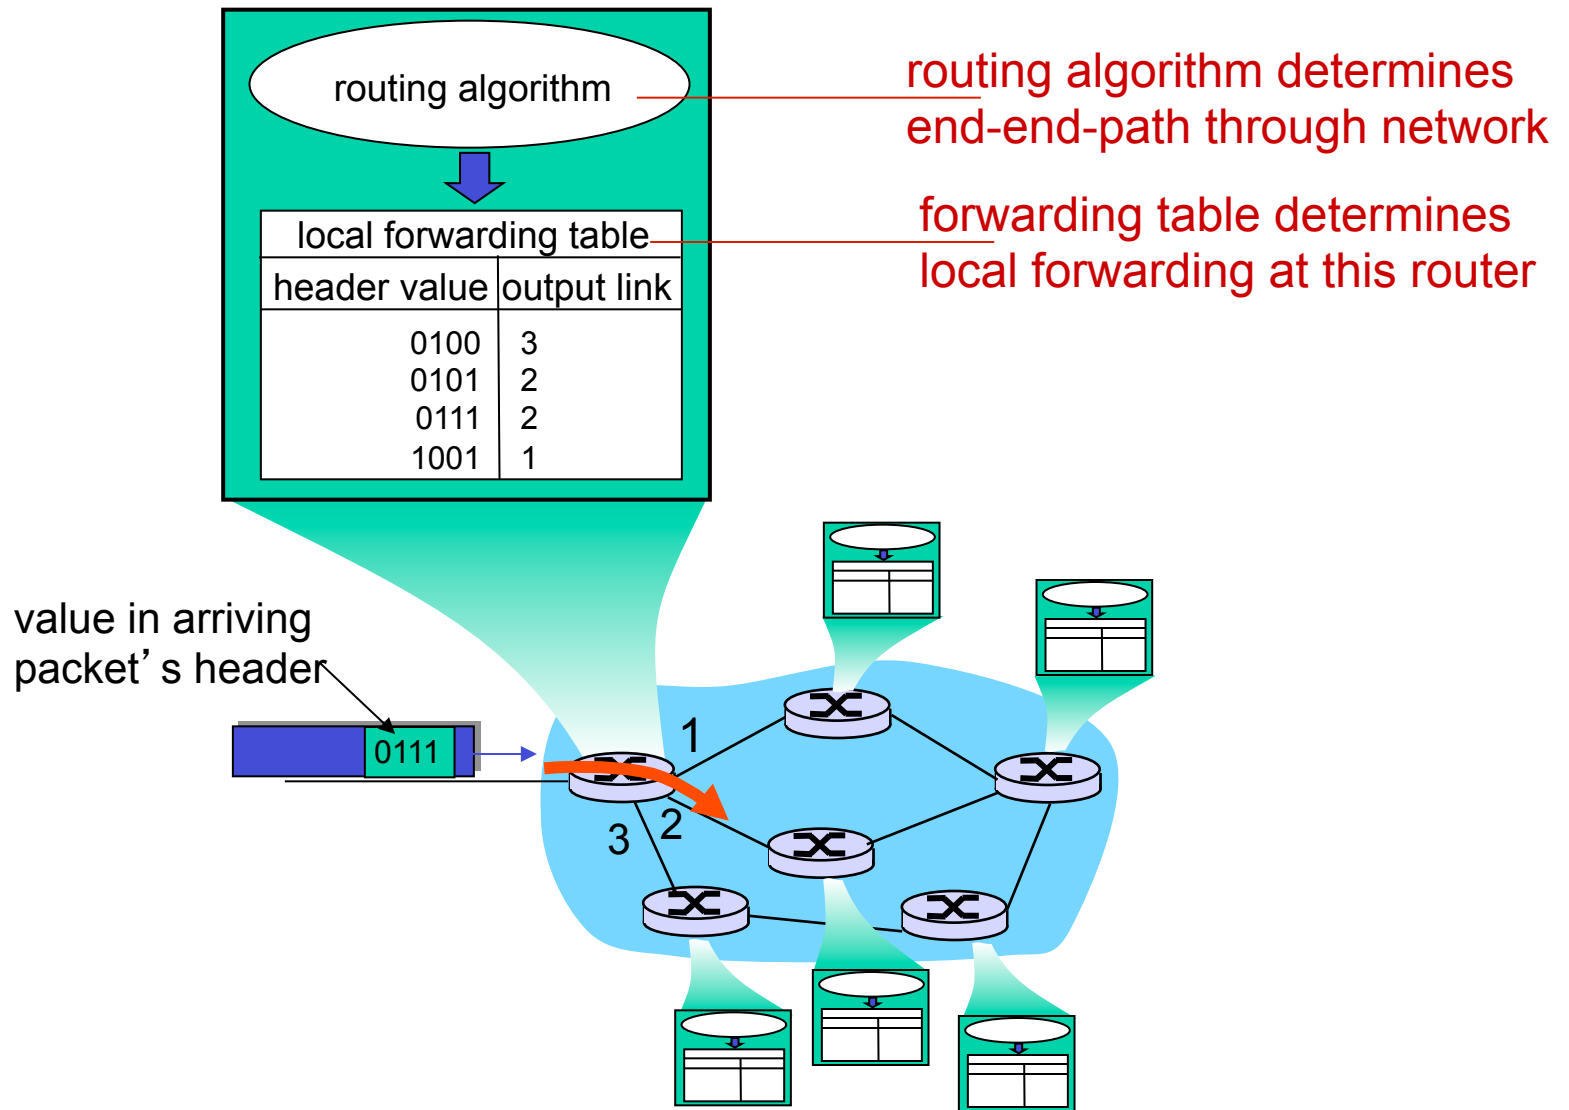 routing algorithm
routing algorithm determines
end-end-path through network
local forwarding table
forwarding table determines
local forwarding at this router
header value output link
0100 3
0101 2
0111 2
1001 1
value in arriving
packet’ s header
0111
1
2
3